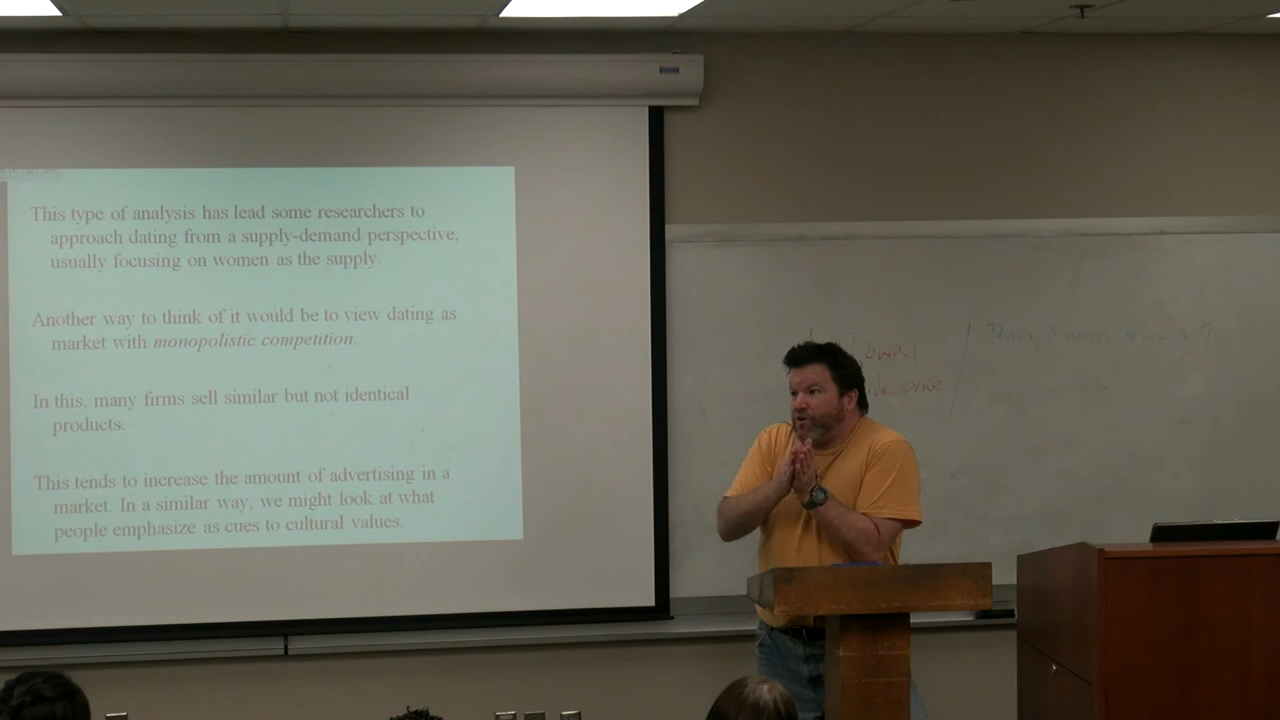 This type of analysis has lead some researchers to
approach dating from a supply-demand perspective,
usually focusing on women as the supply.
Another way to think of it would be to view dating as
market with monopolistic competition.
In this, many firms sell similar but not identical
products.
This tends to increase the amount of advertising in a
market. In a similar way, we might look at what
people emphasize as cues to cultural values.
price